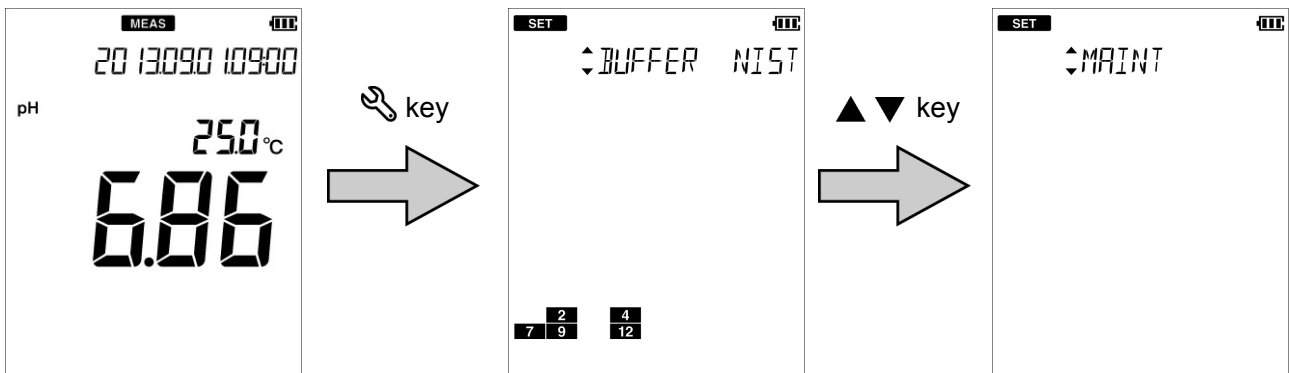 MEAS
2013.09.01.09:00
pH
25.0 °C
6.86
key
SET
BUFFER NIST
2 4
7 9 12
▲ ▼ key
SET
MAINT